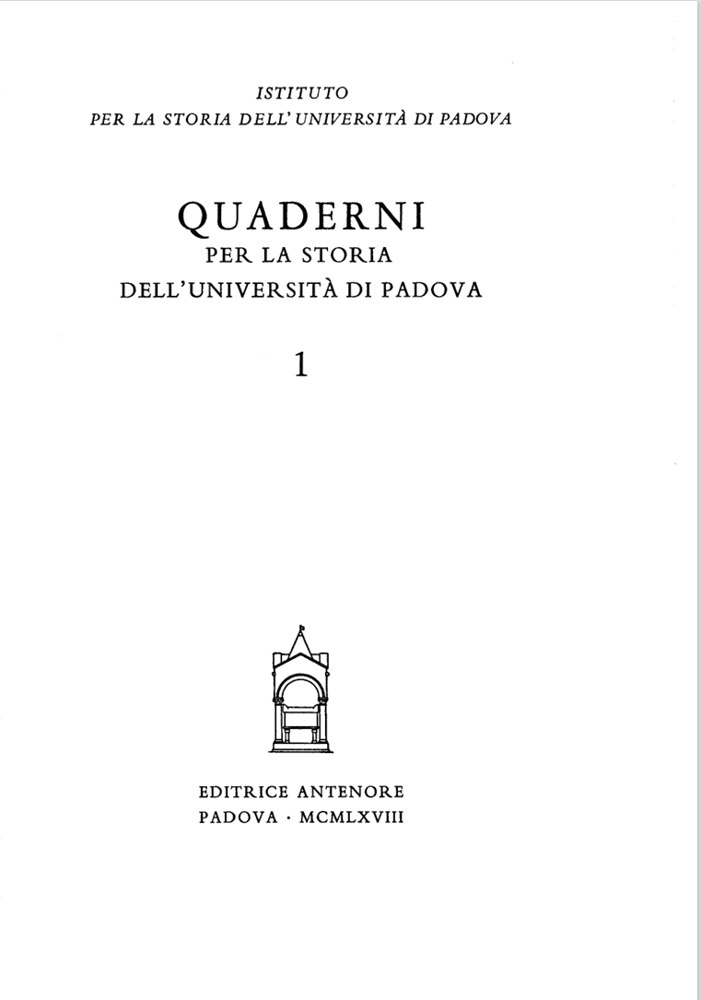 ISTITUTO
PER LA STORIA DELL'UNIVERSITÀ DI PADOVA
QUADERNI
PER LA STORIA
DELL'UNIVERSITÀ DI PADOVA
1
EDITRICE ANTENORE
PADOVA · MCMLXVIII